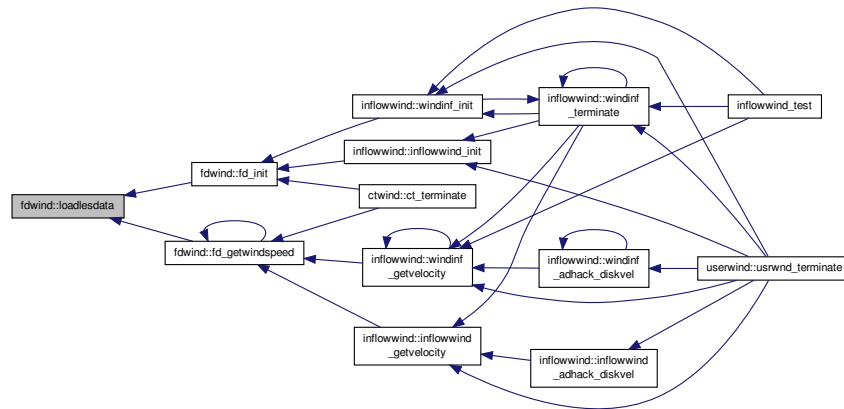 fdwind::loadlesdata
fdwind::fd_init
fdwind::fd_getwindspeed
inflowwind::windinf_init
inflowwind::inflowwind_init
ctwind::ct_terminate
inflowwind::windinf
_getvelocity
inflowwind::inflowwind
_getvelocity
inflowwind::windinf
_terminate
inflowwind::windinf
_adhack_diskvel
inflowwind::inflowwind
_adhack_diskvel
inflowwind_test
userwind::usrwnd_terminate